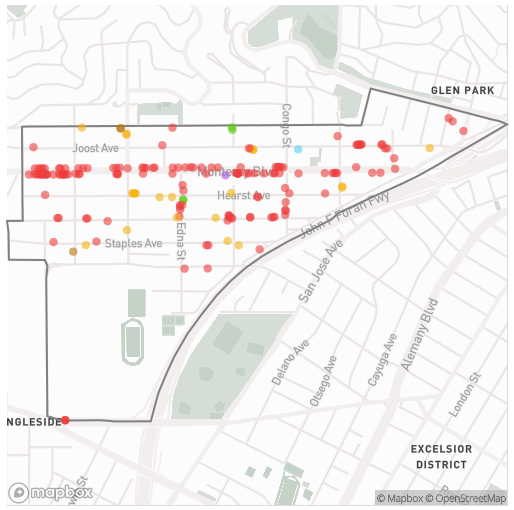 GLEN PARK
Congo St
Joost Ave
Monterey Blvd
Hearst Ave
John F Foran Fwy
Edna St
Staples Ave
San Jose Ave
Alemany Blvd
Delano Ave
Cayuga Ave
Otsego Ave
London St
NGLESIDE
EXCELSIOR
DISTRICT
mapbox
© Mapbox © OpenStreetMap